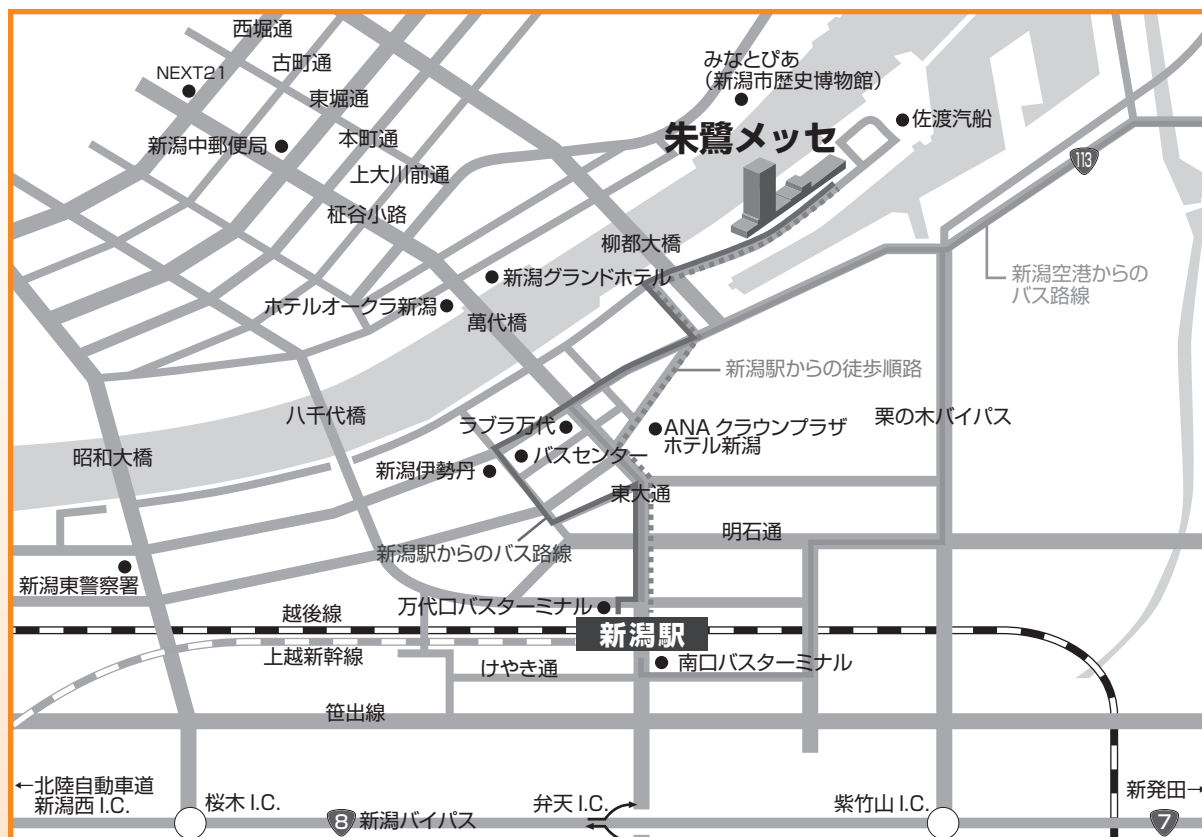 西堀通
古町通
NEXT21
東堀通
新潟中郵便局
本町通
上大川前通
柾谷小路
みなとぴあ
（新潟市歴史博物館）
佐渡汽船
朱鷺メッセ
113
柳都大橋
新潟空港からの
バス路線
新潟グランドホテル
ホテルオークラ新潟
萬代橋
新潟駅からの徒歩順路
八千代橋
ラブラ万代
ANA クラウンプラザ
ホテル新潟
栗の木バイパス
昭和大橋
バスセンター
新潟伊勢丹
東大通
明石通
新潟駅からのバス路線
新潟東警察署
万代口バスターミナル
越後線
新潟駅
上越新幹線
けやき通
南口バスターミナル
笹出線
←北陸自動車道
新潟西 I.C.
桜木 I.C.
8
新潟バイパス
弁天 I.C.
紫竹山 I.C.
新発田→
7